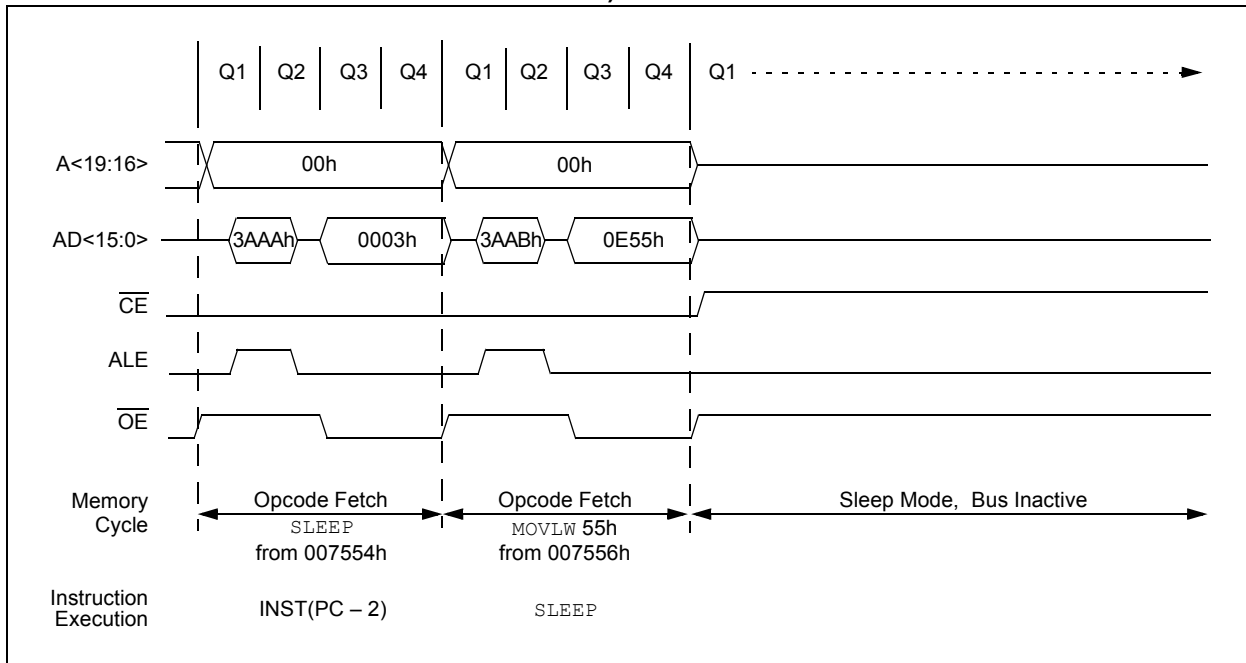 Q1 Q2 Q3 Q4 Q1 Q2 Q3 Q4 Q1
A<19:16> 00h 00h
AD<15:0> 3AAAh 0003h 3AABh 0E55h
CE
ALE
OE
Memory Cycle
Opcode Fetch
SLEEP
from 007554h
Opcode Fetch
MOVLW 55h
from 007556h
Sleep Mode, Bus Inactive
Instruction Execution
INST(PC – 2)
SLEEP